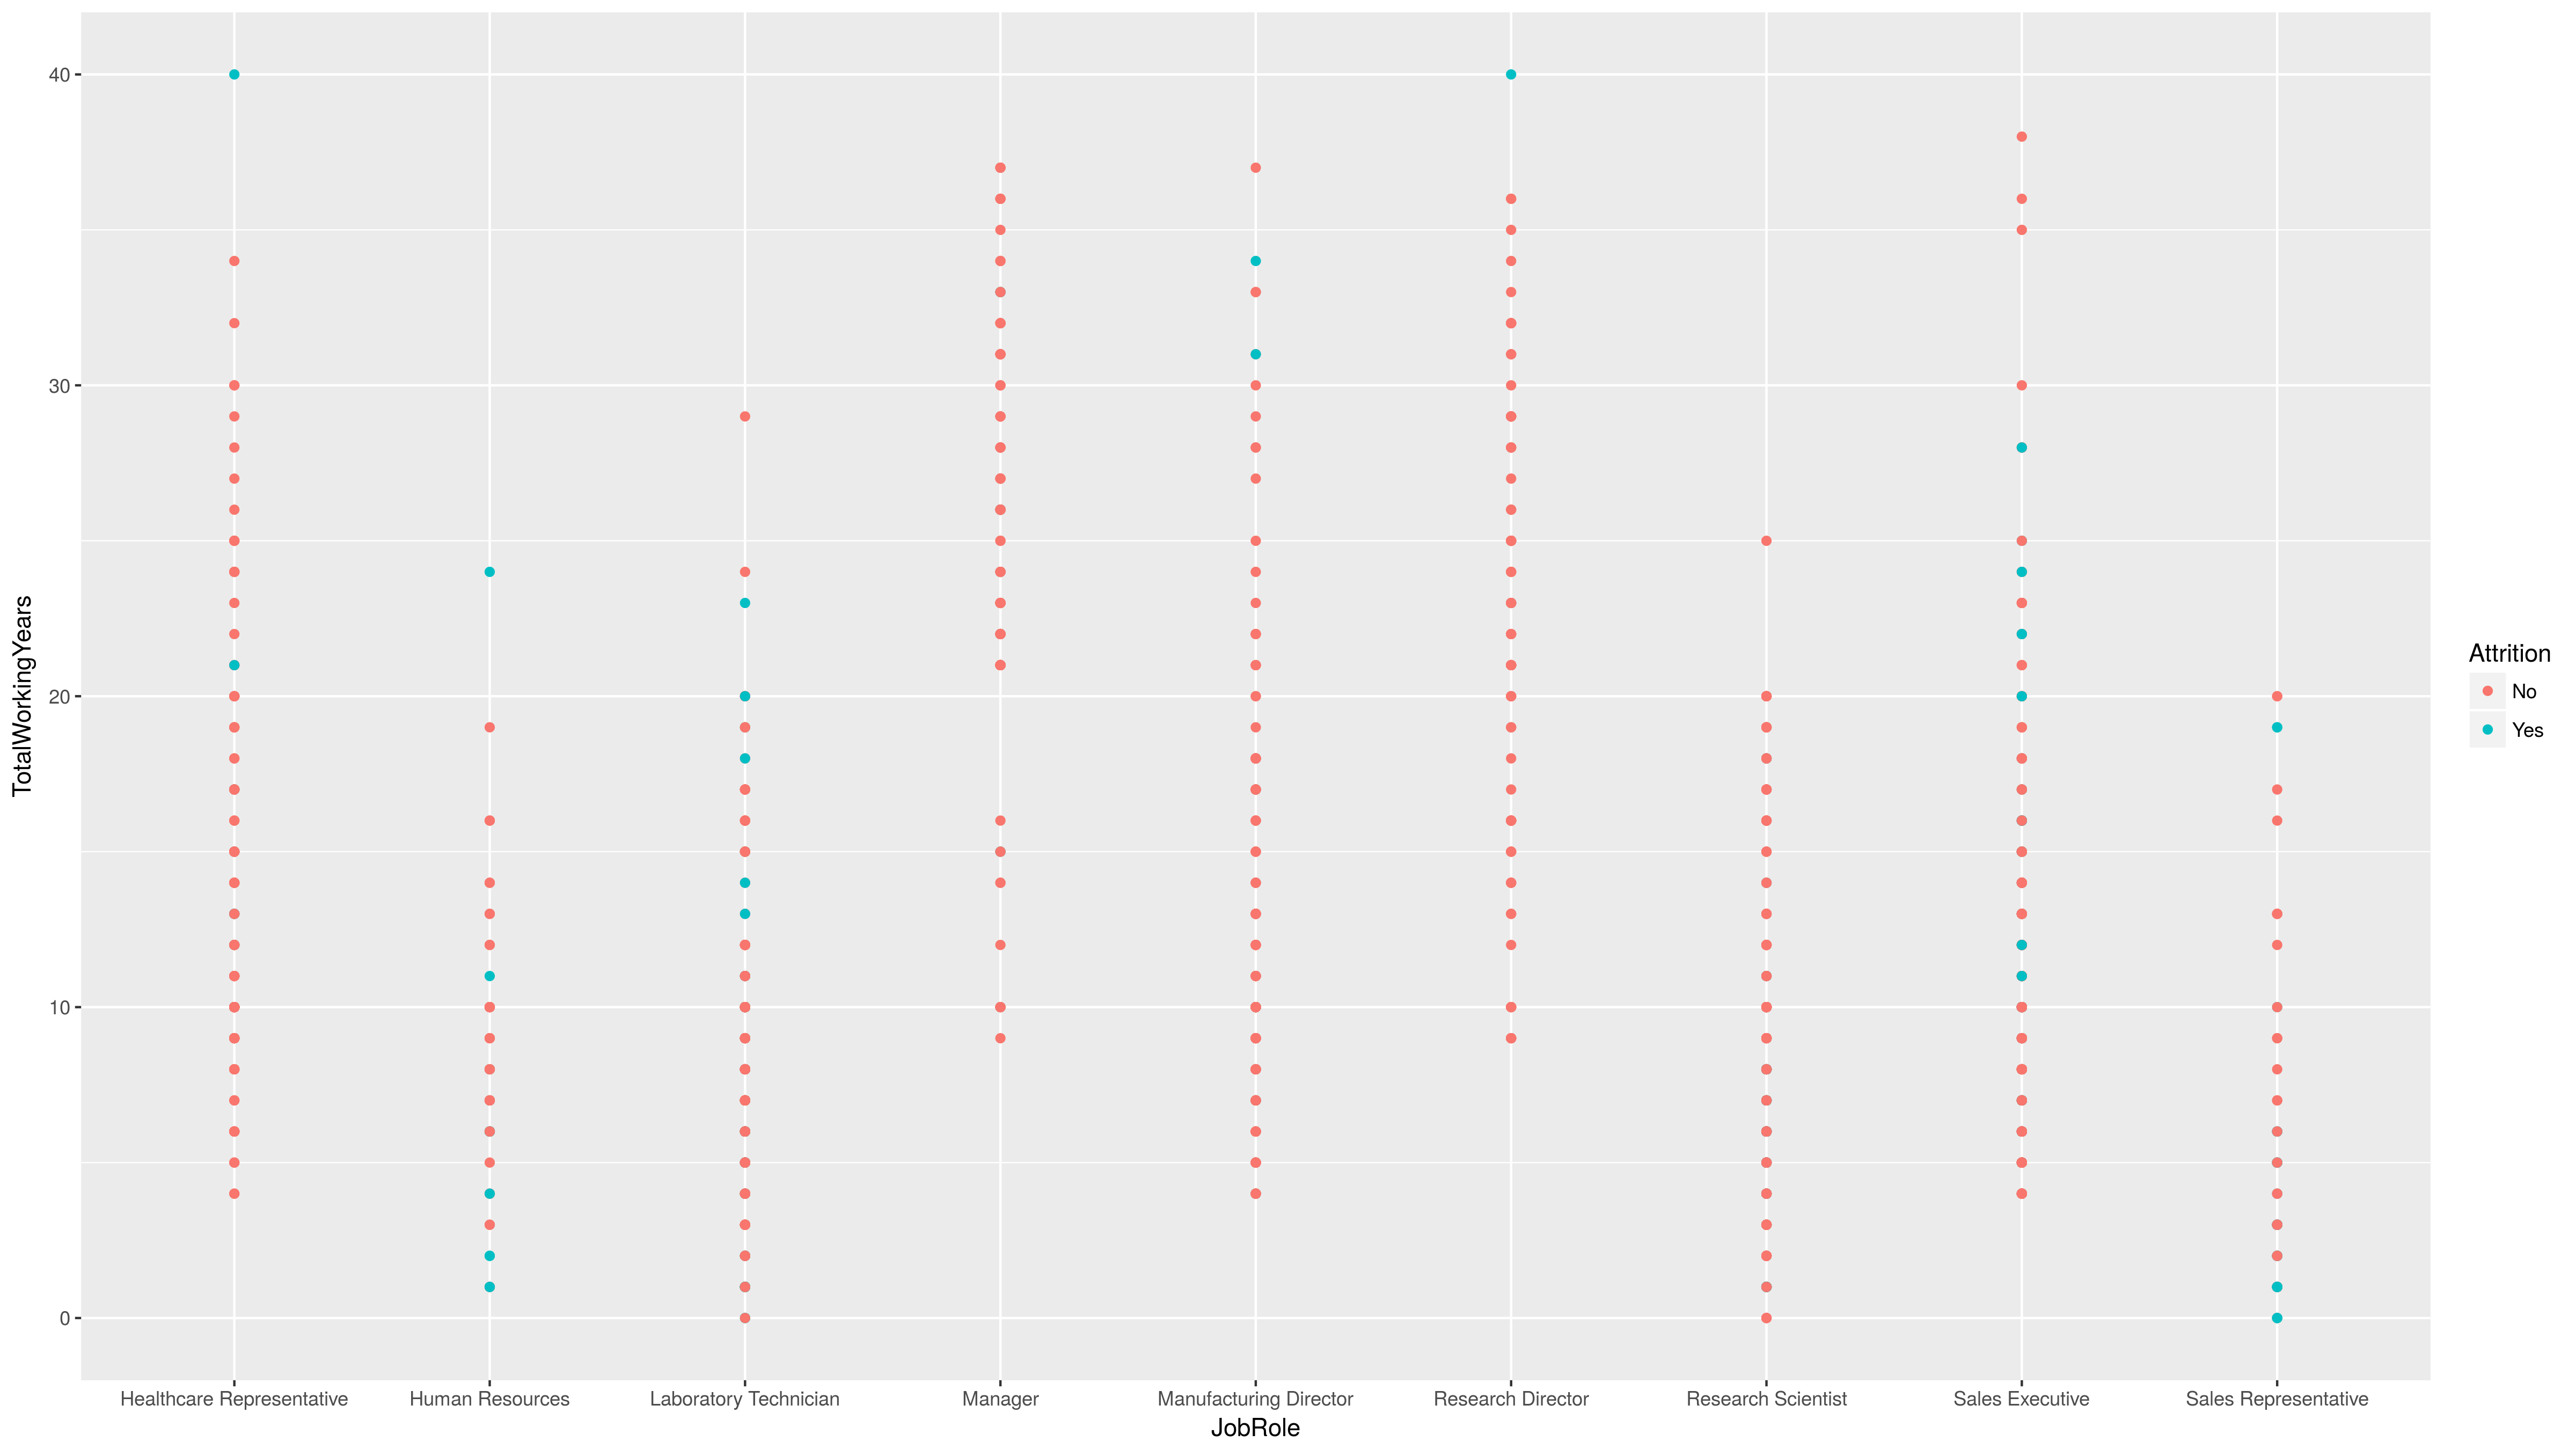 40
30
20
10
0
TotalWorkingYears
Healthcare Representative
Human Resources
Laboratory Technician
Manager
Manufacturing Director
Research Director
Research Scientist
Sales Executive
Sales Representative
JobRole
Attrition
No
Yes